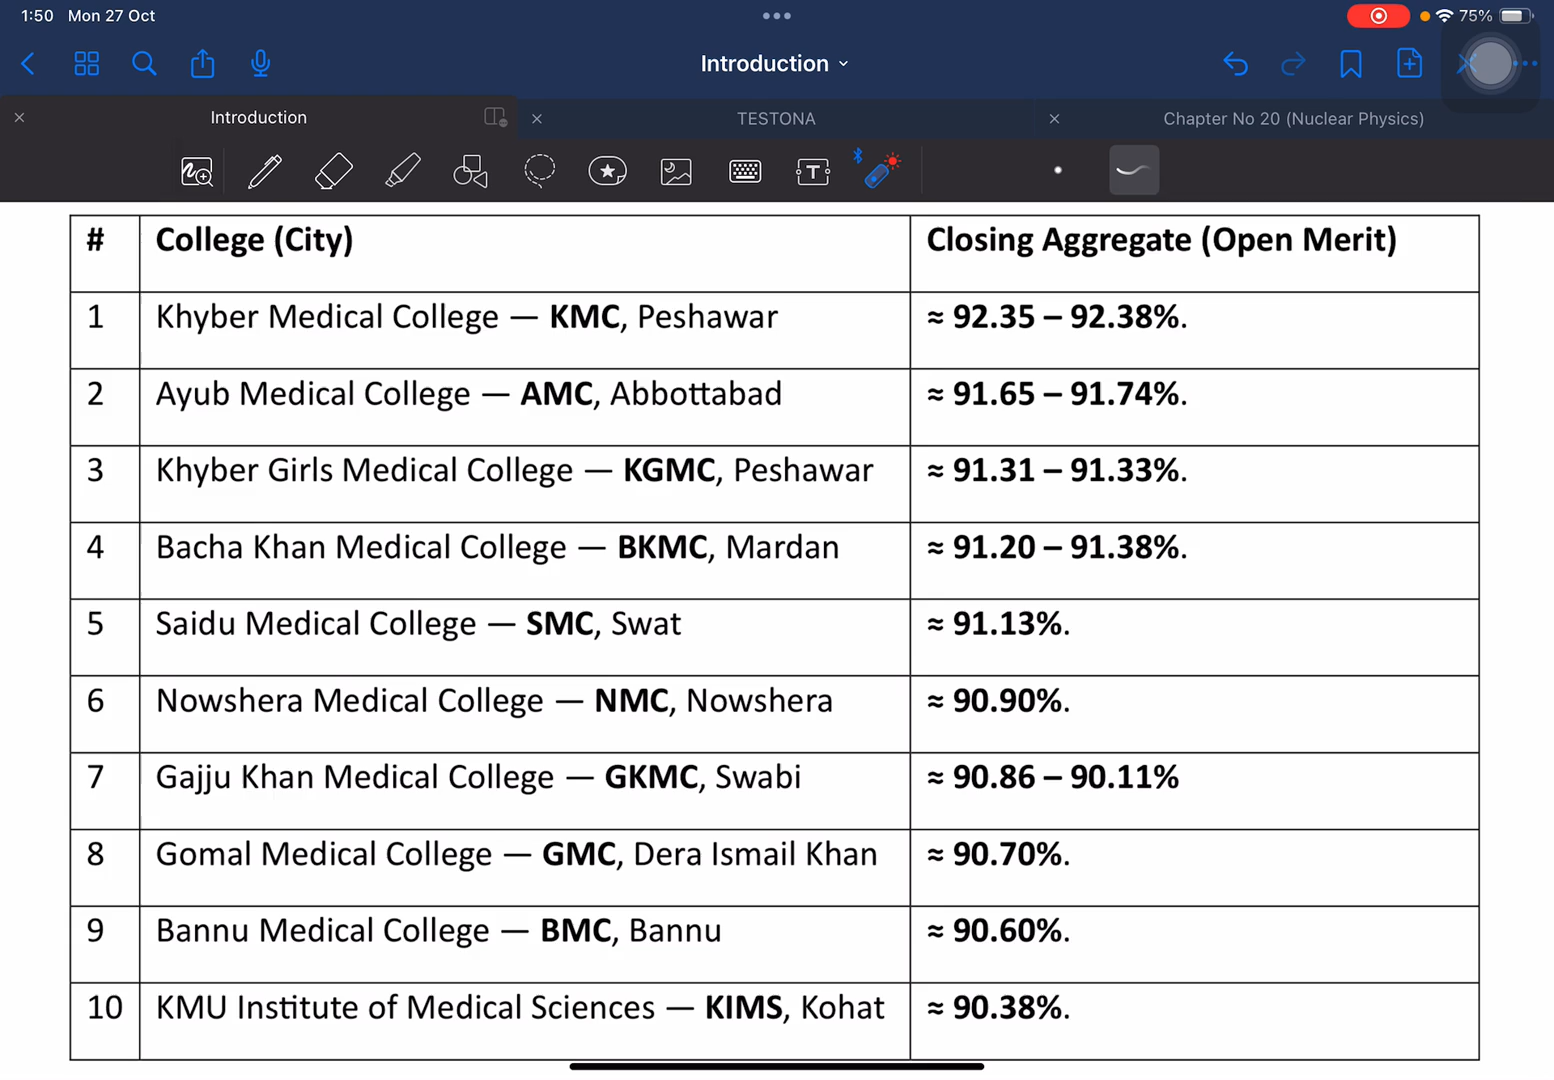 1:50 Mon 27 Oct
75%
Introduction
Introduction
TESTONA
Chapter No 20 (Nuclear Physics)
# College (City) Closing Aggregate (Open Merit)
1 Khyber Medical College — KMC, Peshawar ≈ 92.35 – 92.38%.
2 Ayub Medical College — AMC, Abbottabad ≈ 91.65 – 91.74%.
3 Khyber Girls Medical College — KGMC, Peshawar ≈ 91.31 – 91.33%.
4 Bacha Khan Medical College — BKMC, Mardan ≈ 91.20 – 91.38%.
5 Saidu Medical College — SMC, Swat ≈ 91.13%.
6 Nowshera Medical College — NMC, Nowshera ≈ 90.90%.
7 Gajju Khan Medical College — GKMC, Swabi ≈ 90.86 – 90.11%
8 Gomal Medical College — GMC, Dera Ismail Khan ≈ 90.70%.
9 Bannu Medical College — BMC, Bannu ≈ 90.60%.
10 KMU Institute of Medical Sciences — KIMS, Kohat ≈ 90.38%.